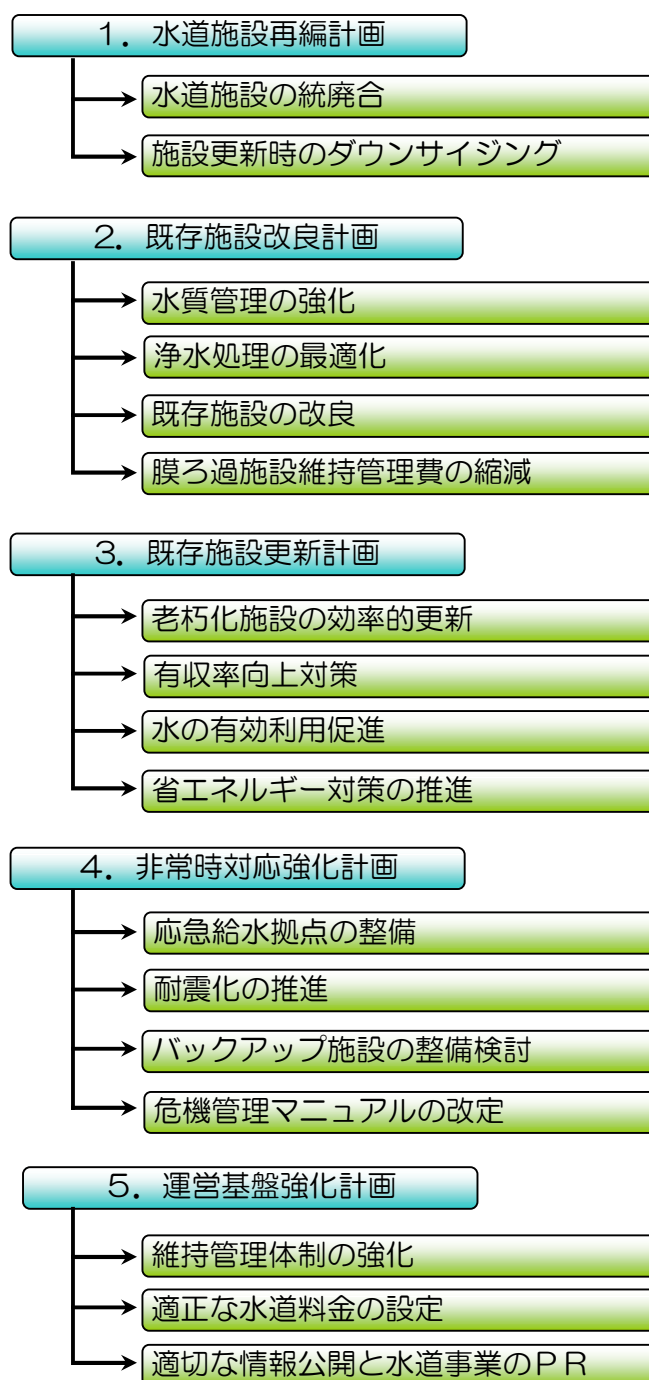 １．水道施設再編計画
水道施設の統廃合
施設更新時のダウンサイジング
２．既存施設改良計画
水質管理の強化
浄水処理の最適化
既存施設の改良
膜ろ過施設維持管理費の縮減
３．既存施設更新計画
老朽化施設の効率的更新
有収率向上対策
水の有効利用促進
省エネルギー対策の推進
４．非常時対応強化計画
応急給水拠点の整備
耐震化の推進
バックアップ施設の整備検討
危機管理マニュアルの改定
５．運営基盤強化計画
維持管理体制の強化
適正な水道料金の設定
適切な情報公開と水道事業のＰＲ